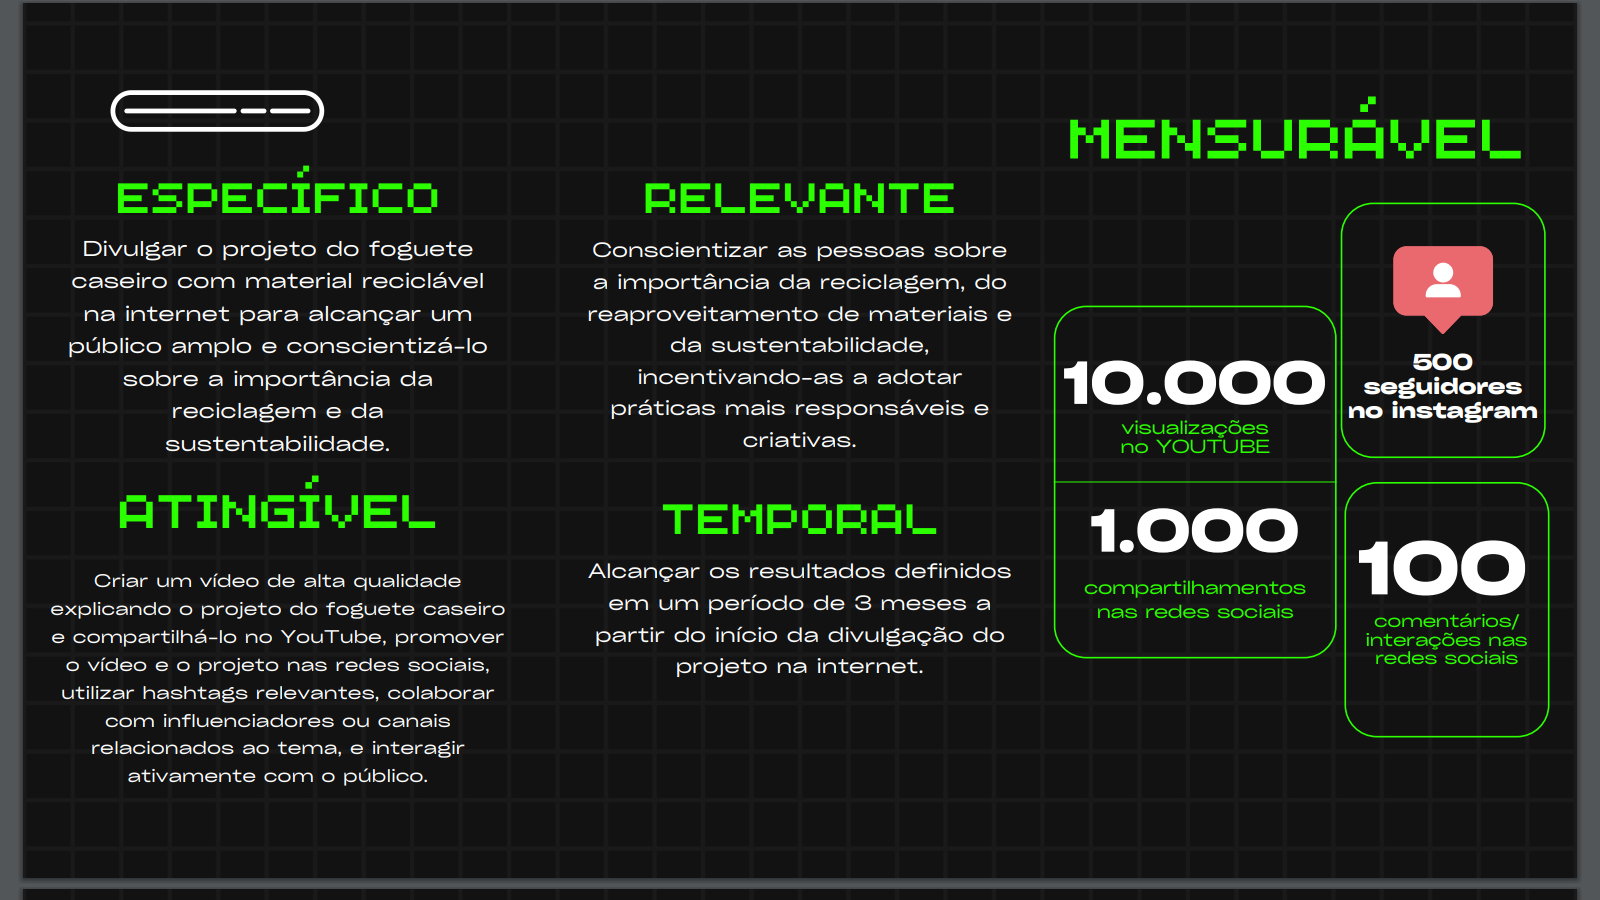 ESPECÍFICO
Divulgar o projeto do foguete
caseiro com material reciclável
na internet para alcançar um
público amplo e conscientizá-lo
sobre a importância da
reciclagem e da
sustentabilidade.
ATINGÍVEL
Criar um vídeo de alta qualidade
explicando o projeto do foguete caseiro
e compartilhá-lo no YouTube, promover
o vídeo e o projeto nas redes sociais,
utilizar hashtags relevantes, colaborar
com influenciadores ou canais
relacionados ao tema, e interagir
ativamente com o público.
RELEVANTE
Conscientizar as pessoas sobre
a importância da reciclagem, do
reaproveitamento de materiais e
da sustentabilidade,
incentivando-as a adotar
práticas mais responsáveis e
criativas.
TEMPORAL
Alcançar os resultados definidos
em um período de 3 meses a
partir do início da divulgação do
projeto na internet.
MENSURÁVEL
10.000
visualizações
no YOUTUBE
1.000
compartilhamentos
nas redes sociais
500
seguidores
no instagram
100
comentários/
interações nas
redes sociais